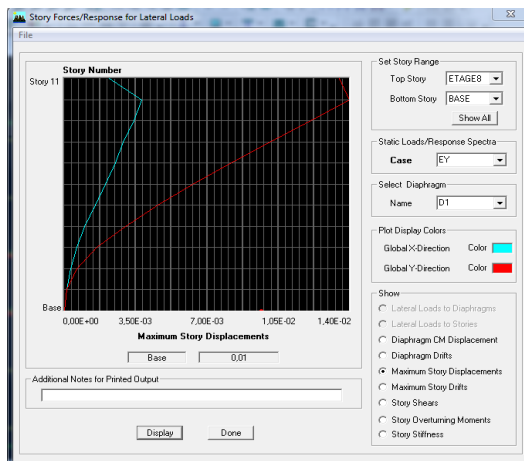 Story Forces/Response for Lateral Loads
File
Story Number
Story 11
Base
0,00E+00 3,50E-03 7,00E-03 1,05E-02 1,40E-02
Maximum Story Displacements
Base 0,01
Additional Notes for Printed Output
Display Done
Set Story Range
Top Story ETAGE8
Bottom Story BASE
Show All
Static Loads/Response Spectra
Case EY
Select Diaphragm
Name D1
Plot Display Colors
Global X-Direction Color
Global Y-Direction Color
Show
Lateral Loads to Diaphragms
Lateral Loads to Stories
Diaphragm CM Displacement
Diaphragm Drifts
Maximum Story Displacements
Maximum Story Drifts
Story Shears
Story Overturning Moments
Story Stiffness